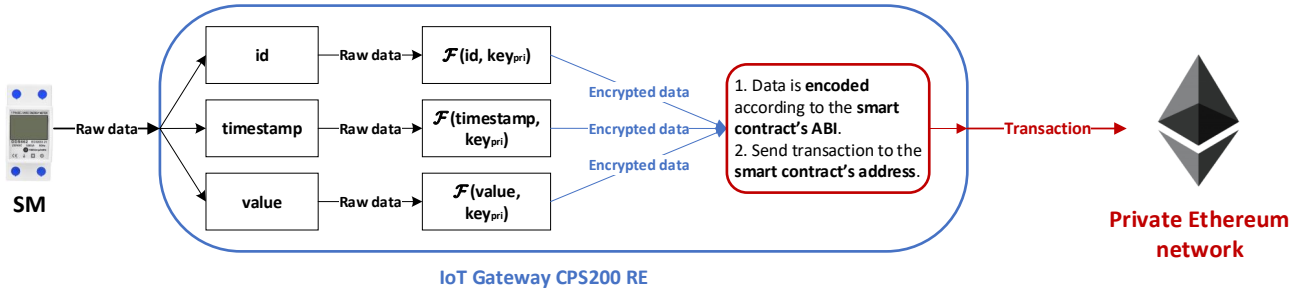 SM
Raw data
id
Raw data
𝓕(id, keypri)
Encrypted data
timestamp
Raw data
𝓕(timestamp,
keypri)
Encrypted data
value
Raw data
𝓕(value,
keypri)
Encrypted data
1. Data is encoded
according to the smart
contract's ABI.
2. Send transaction to the
smart contract's address.
Transaction
Private Ethereum
network
IoT Gateway CPS200 RE